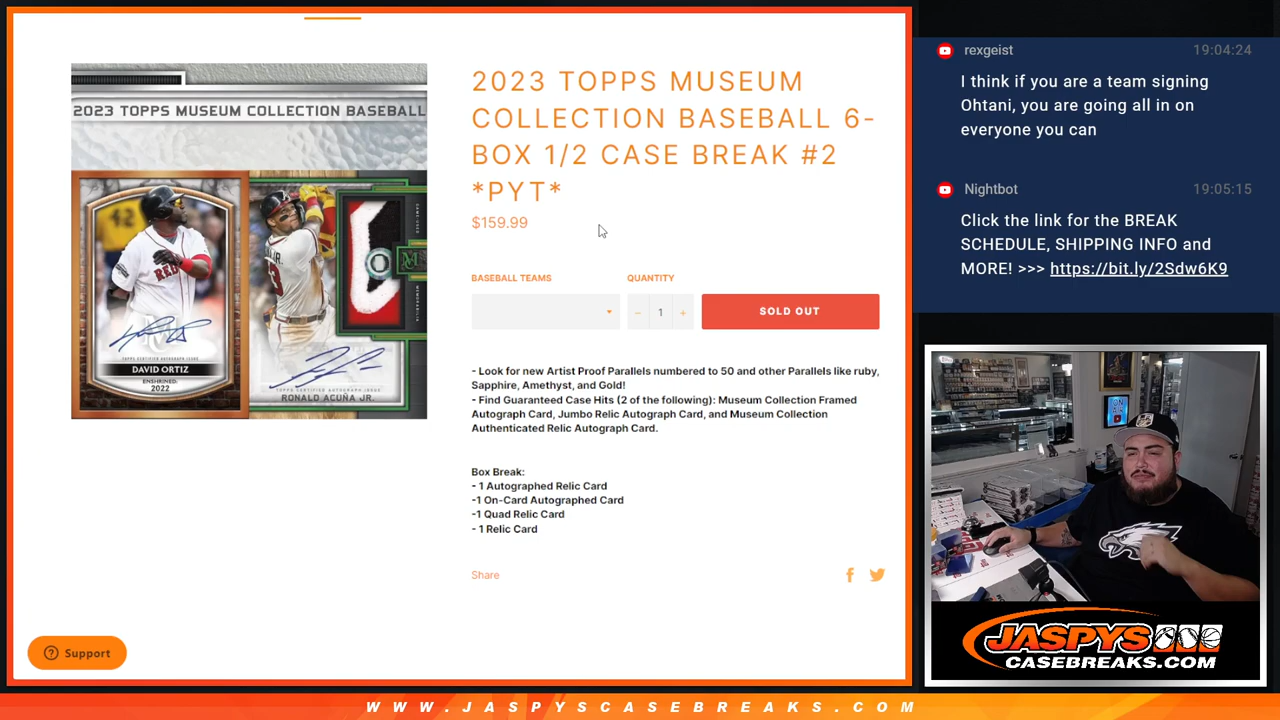 2023 TOPPS MUSEUM COLLECTION BASEBALL
42
RED
DAVID ORTIZ
ENSHRINED:
2022
TOPPS CERTIFIED AUTOGRAPH ISSUE
RONALD ACUÑA JR.
2023 TOPPS MUSEUM
COLLECTION BASEBALL 6-
BOX 1/2 CASE BREAK #2
*PYT*
$159.99
BASEBALL TEAMS
QUANTITY
− 1 +
SOLD OUT
- Look for new Artist Proof Parallels numbered to 50 and other Parallels like ruby,
Sapphire, Amethyst, and Gold!
- Find Guaranteed Case Hits (2 of the following): Museum Collection Framed
Autograph Card, Jumbo Relic Autograph Card, and Museum Collection
Authenticated Relic Autograph Card.
Box Break:
- 1 Autographed Relic Card
-1 On-Card Autographed Card
-1 Quad Relic Card
- 1 Relic Card
Share
Support
rexgeist 19:04:24
I think if you are a team signing
Ohtani, you are going all in on
everyone you can
Nightbot 19:05:15
Click the link for the BREAK
SCHEDULE, SHIPPING INFO and
MORE! >>> https://bit.ly/2Sdw6K9
JASPYS
CASEBREAKS.COM
WWW.JASPYSCASEBREAKS.COM